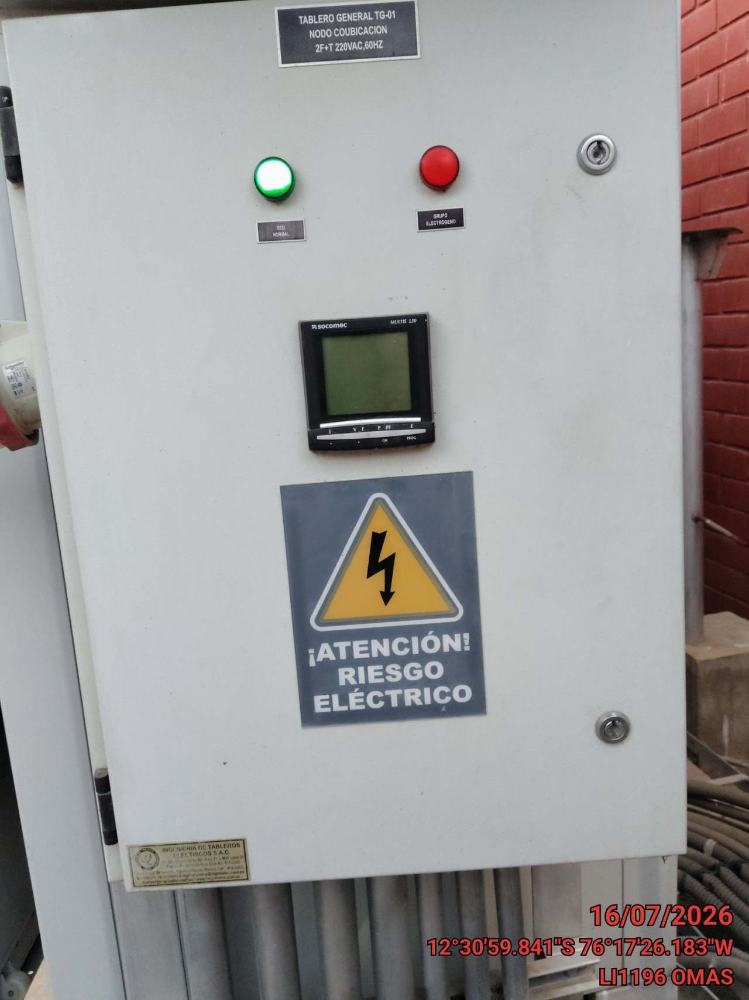 TABLERO GENERAL TG-01
NODO COUBICACION
2F+T 220VAC,60HZ
RED
NORMAL
GRUPO
ELECTROGENO
socomec
MULTIS L50
I V F P PF E
OK PROG
Schneider
¡ATENCIÓN!
RIESGO
ELÉCTRICO
INGENIERIA DE TABLEROS
ELECTRICOS S.A.C.
16/07/2026
12°30'59.841"S 76°17'26.183"W
LI1196 OMAS